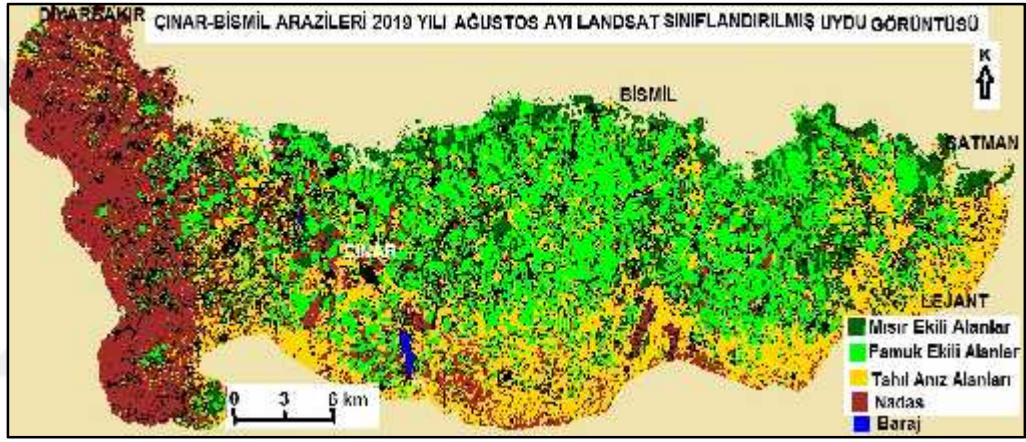 DİYARBAKIR
ÇINAR-BİSMİL ARAZİLERİ 2019 YILI AĞUSTOS AYI LANDSAT SINIFLANDIRILMIŞ UYDU GÖRÜNTÜSÜ
K
BİSMİL
BATMAN
ÇINAR
LEJANT
Mısır Ekili Alanlar
Pamuk Ekili Alanlar
Tahıl Anız Alanları
Nadas
Baraj
0 3 6 km